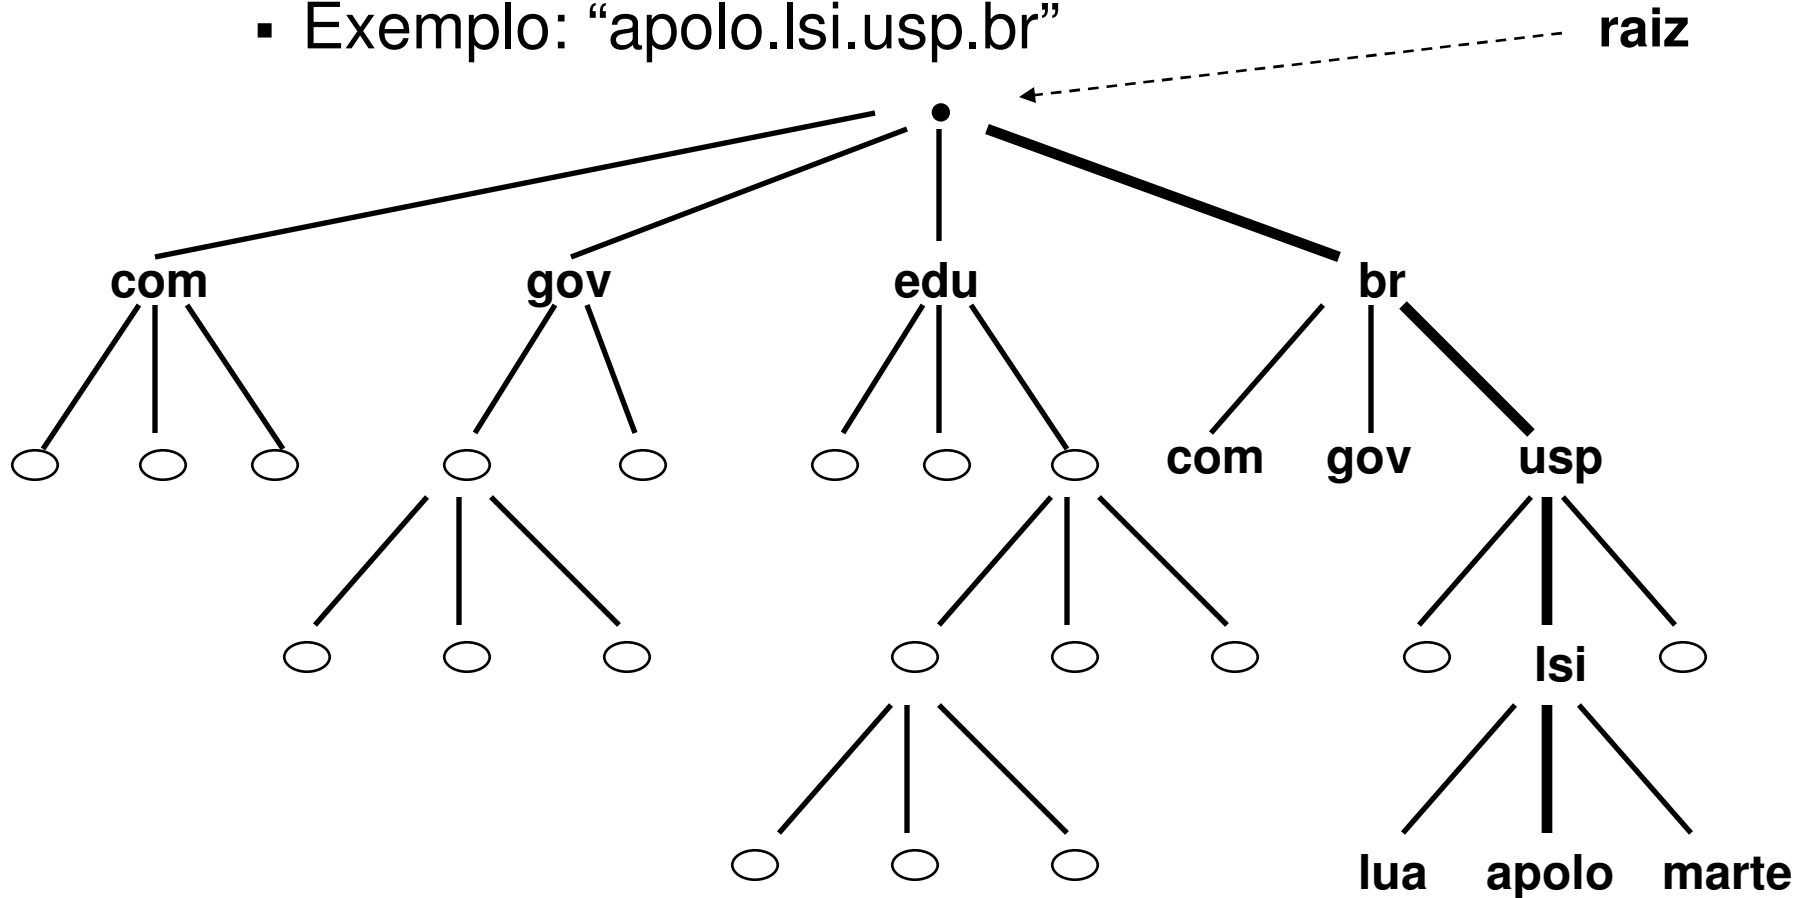 ▪ Exemplo: “apolo.lsi.usp.br”
raiz
com gov edu br
com gov usp
lsi
lua apolo marte